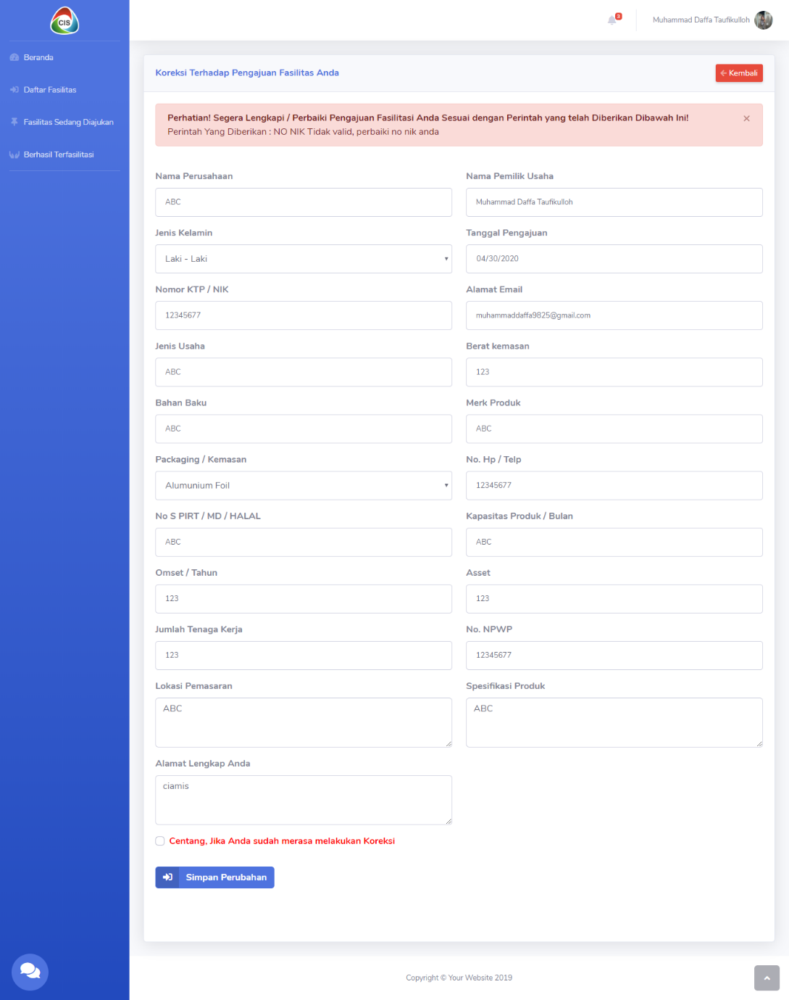 CIS
3
Muhammad Daffa Taufikulloh
Beranda
Daftar Fasilitas
Fasilitas Sedang Diajukan
Berhasil Terfasilitasi
Koreksi Terhadap Pengajuan Fasilitas Anda
Kembali
Perhatian! Segera Lengkapi / Perbaiki Pengajuan Fasilitasi Anda Sesuai dengan Perintah yang telah Diberikan Dibawah Ini!
×
Perintah Yang Diberikan : NO NIK Tidak valid, perbaiki no nik anda
Nama Perusahaan
ABC
Nama Pemilik Usaha
Muhammad Daffa Taufikulloh
Jenis Kelamin
Laki - Laki
Tanggal Pengajuan
04/30/2020
Nomor KTP / NIK
12345677
Alamat Email
muhammaddaffa9825@gmail.com
Jenis Usaha
ABC
Berat kemasan
123
Bahan Baku
ABC
Merk Produk
ABC
Packaging / Kemasan
Alumunium Foil
No. Hp / Telp
12345677
No S PIRT / MD / HALAL
ABC
Kapasitas Produk / Bulan
ABC
Omset / Tahun
123
Asset
123
Jumlah Tenaga Kerja
123
No. NPWP
12345677
Lokasi Pemasaran
ABC
Spesifikasi Produk
ABC
Alamat Lengkap Anda
ciamis
Centang, Jika Anda sudah merasa melakukan Koreksi
Simpan Perubahan
Copyright © Your Website 2019